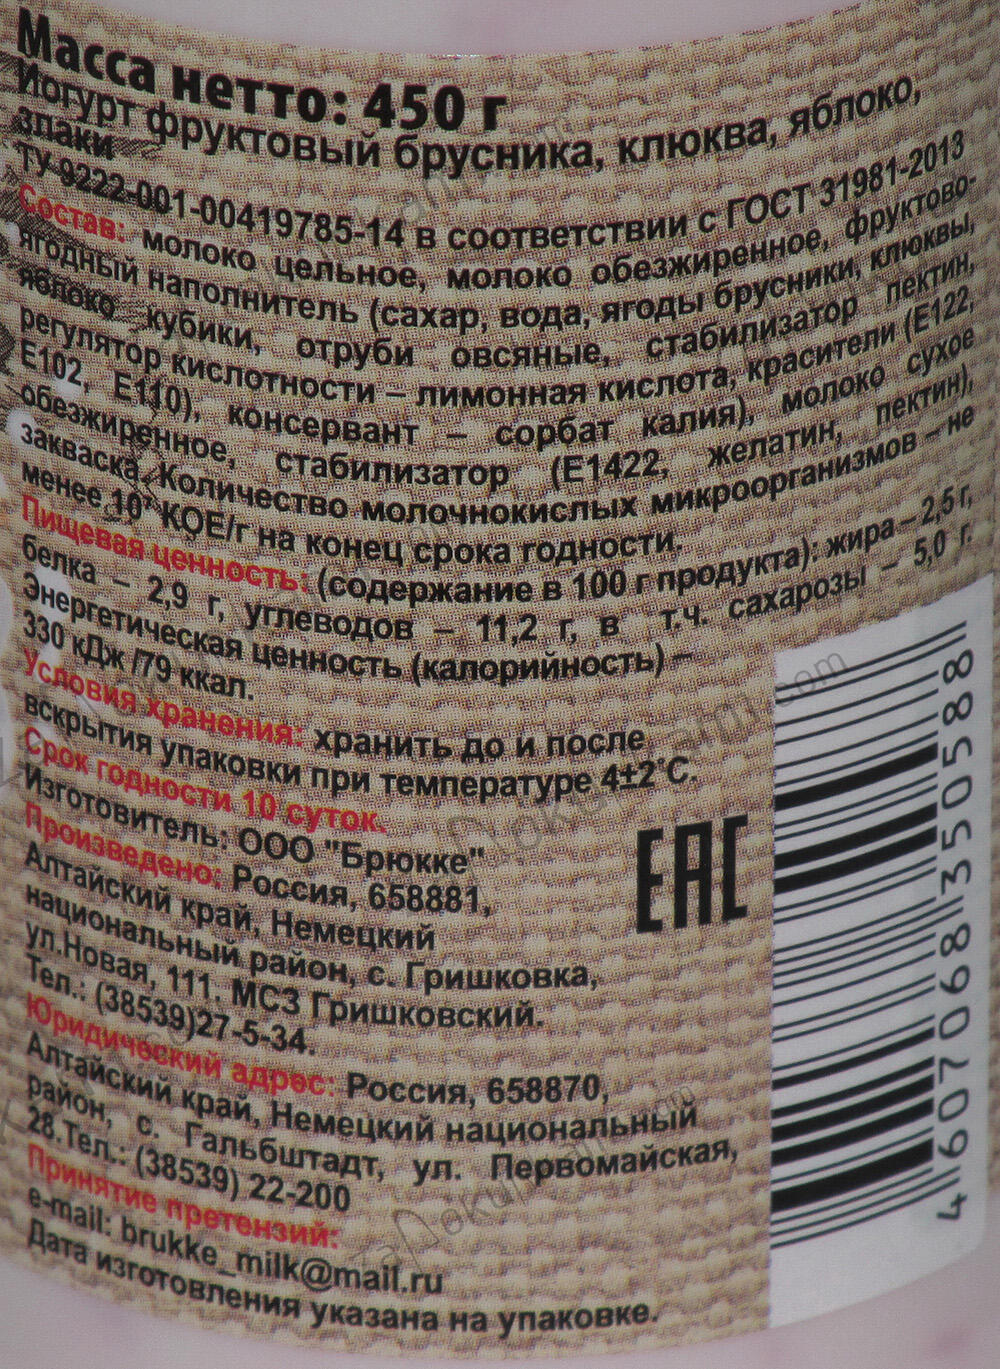 Масса нетто: 450 г
Йогурт фруктовый брусника, клюква, яблоко,
злаки
ТУ-9222-001-00419785-14 в соответствии с ГОСТ 31981-2013
Состав: молоко цельное, молоко обезжиренное, фруктово-
ягодный наполнитель (сахар, вода, ягоды брусники, клюквы,
яблоко кубики, отруби овсяные, стабилизатор пектин,
регулятор кислотности – лимонная кислота, красители (Е122,
Е102, Е110), консервант – сорбат калия), молоко сухое
обезжиренное, стабилизатор (Е1422, желатин, пектин),
закваска. Количество молочнокислых микроорганизмов – не
менее 10⁷ КОЕ/г на конец срока годности.
Пищевая ценность: (содержание в 100 г продукта): жира – 2,5 г,
белка – 2,9 г, углеводов – 11,2 г, в т.ч. сахарозы – 5,0 г.
Энергетическая ценность (калорийность) –
330 кДж /79 ккал.
Условия хранения: хранить до и после
вскрытия упаковки при температуре 4±2°С.
Срок годности 10 суток.
Изготовитель: ООО "Брюкке"
Произведено: Россия, 658881,
Алтайский край, Немецкий
национальный район, с. Гришковка,
ул.Новая, 111. МСЗ Гришковский.
Тел.: (38539)27-5-34.
Юридический адрес: Россия, 658870,
Алтайский край, Немецкий национальный
район, с. Гальбштадт, ул. Первомайская,
28.Тел.: (38539) 22-200
Принятие претензий:
e-mail: brukke_milk@mail.ru
Дата изготовления указана на упаковке.
ЕАС
4 607068 350588